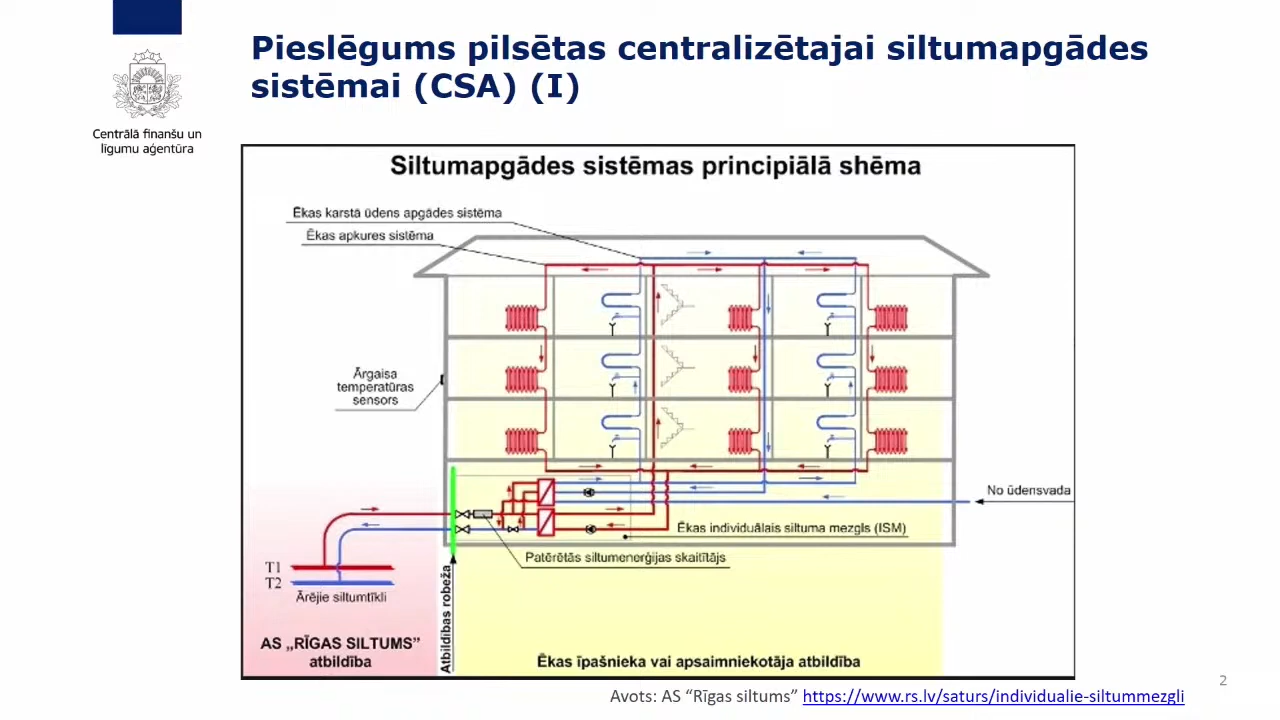 Pieslēgums pilsētas centralizētajai siltumapgādes
sistēmai (CSA) (I)
Centrālā finanšu un
līgumu aģentūra
Siltumapgādes sistēmas principiālā shēma
Ēkas karstā ūdens apgādes sistēma
Ēkas apkures sistēma
Ārgaisa
temperatūras
sensors
No ūdensvada
Ēkas individuālais siltuma mezgls (ISM)
Patērētās siltumenerģijas skaitītājs
T1
T2
Ārējie siltumtīkli
Atbildības robeža
AS „RĪGAS SILTUMS”
atbildība
Ēkas īpašnieka vai apsaimniekotāja atbildība
Avots: AS “Rīgas siltums” https://www.rs.lv/saturs/individualie-siltummezgli
2